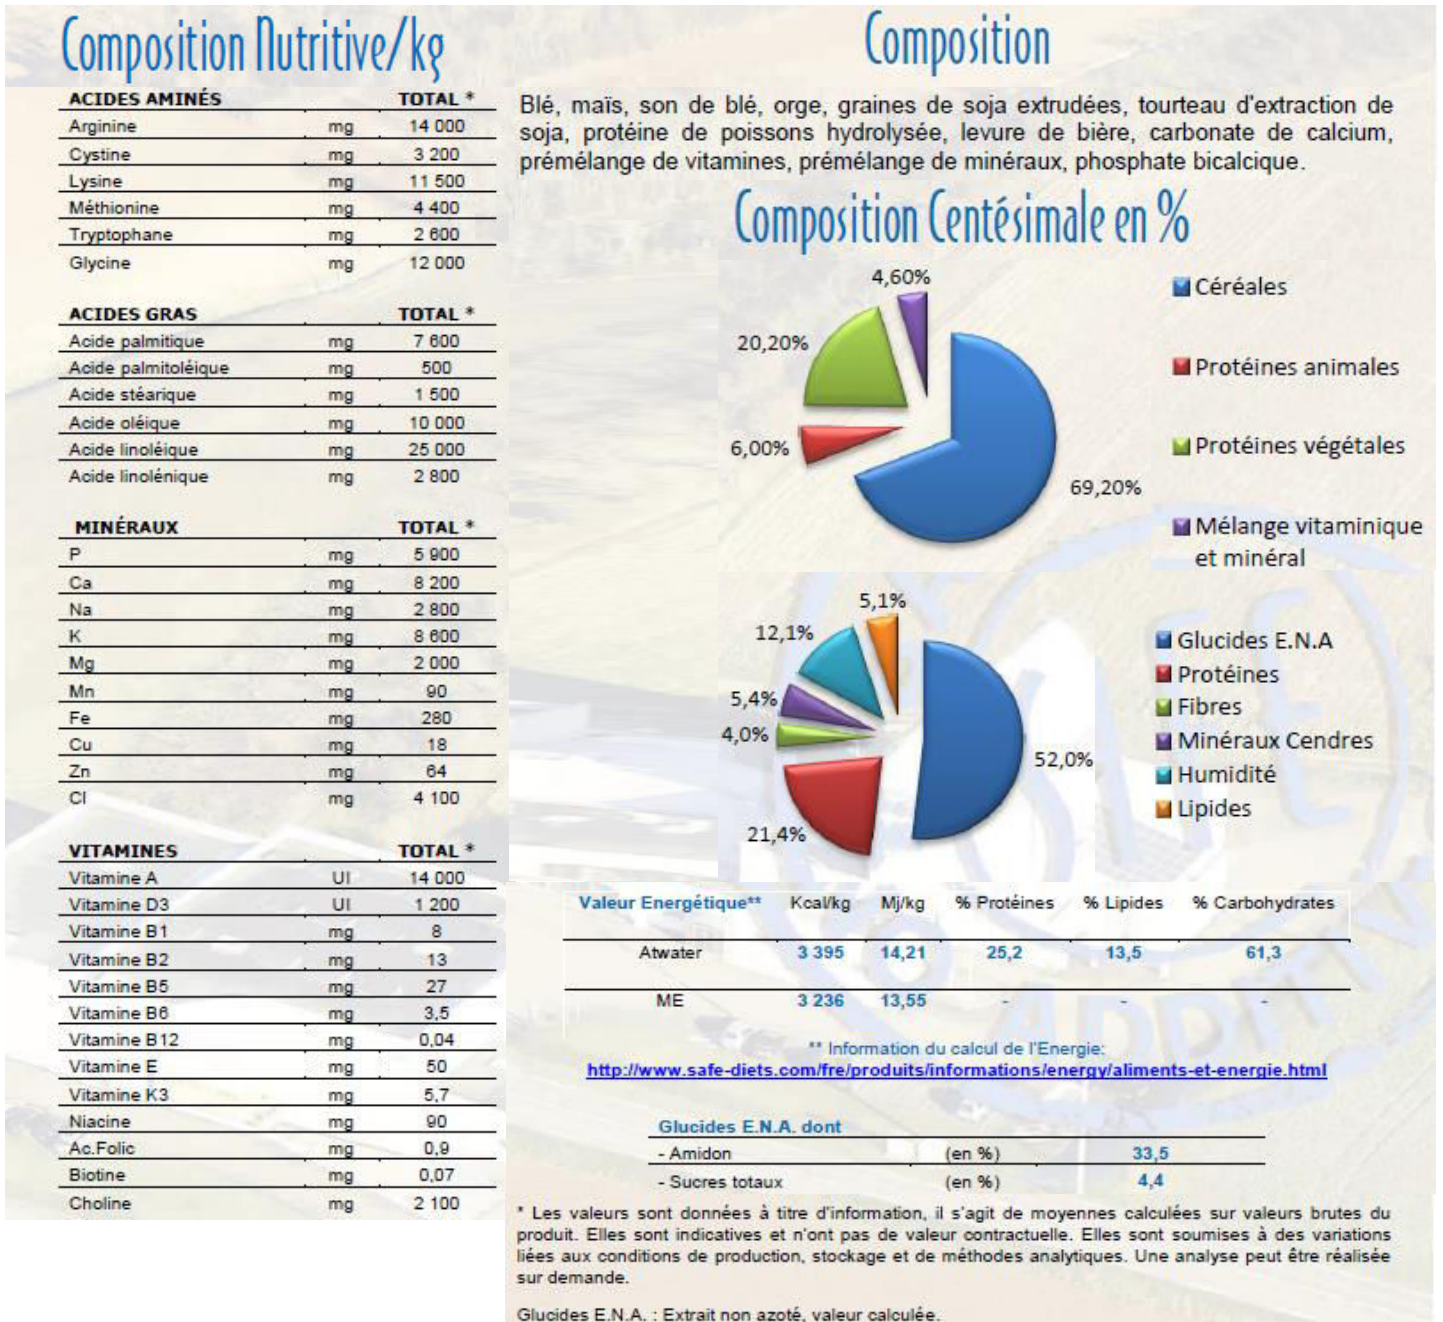 Composition Nutritive/kg
ACIDES AMINÉS TOTAL *
Arginine mg 14 000
Cystine mg 3 200
Lysine mg 11 500
Méthionine mg 4 400
Tryptophane mg 2 600
Glycine mg 12 000
ACIDES GRAS TOTAL *
Acide palmitique mg 7 600
Acide palmitoléique mg 500
Acide stéarique mg 1 500
Acide oléique mg 10 000
Acide linoléique mg 25 000
Acide linolénique mg 2 800
MINÉRAUX TOTAL *
P mg 5 900
Ca mg 8 200
Na mg 2 800
K mg 8 600
Mg mg 2 000
Mn mg 90
Fe mg 280
Cu mg 18
Zn mg 64
Cl mg 4 100
VITAMINES TOTAL *
Vitamine A UI 14 000
Vitamine D3 UI 1 200
Vitamine B1 mg 8
Vitamine B2 mg 13
Vitamine B5 mg 27
Vitamine B6 mg 3,5
Vitamine B12 mg 0,04
Vitamine E mg 50
Vitamine K3 mg 5,7
Niacine mg 90
Ac.Folic mg 0,9
Biotine mg 0,07
Choline mg 2 100
Composition
Blé, maïs, son de blé, orge, graines de soja extrudées, tourteau d'extraction de
soja, protéine de poissons hydrolysée, levure de bière, carbonate de calcium,
prémélange de vitamines, prémélange de minéraux, phosphate bicalcique.
Composition Centésimale en %
4,60%
20,20%
6,00%
69,20%
Céréales
Protéines animales
Protéines végétales
Mélange vitaminique
et minéral
5,1%
12,1%
5,4%
4,0%
52,0%
21,4%
Glucides E.N.A
Protéines
Fibres
Minéraux Cendres
Humidité
Lipides
Valeur Energétique** Kcal/kg Mj/kg % Protéines % Lipides % Carbohydrates
Atwater 3 395 14,21 25,2 13,5 61,3
ME 3 236 13,55 - - -
** Information du calcul de l'Energie:
http://www.safe-diets.com/fre/produits/informations/energy/aliments-et-energie.html
Glucides E.N.A. dont
- Amidon (en %) 33,5
- Sucres totaux (en %) 4,4
* Les valeurs sont données à titre d'information, il s'agit de moyennes calculées sur valeurs brutes du
produit. Elles sont indicatives et n'ont pas de valeur contractuelle. Elles sont soumises à des variations
liées aux conditions de production, stockage et de méthodes analytiques. Une analyse peut être réalisée
sur demande.
Glucides E.N.A. : Extrait non azoté, valeur calculée.